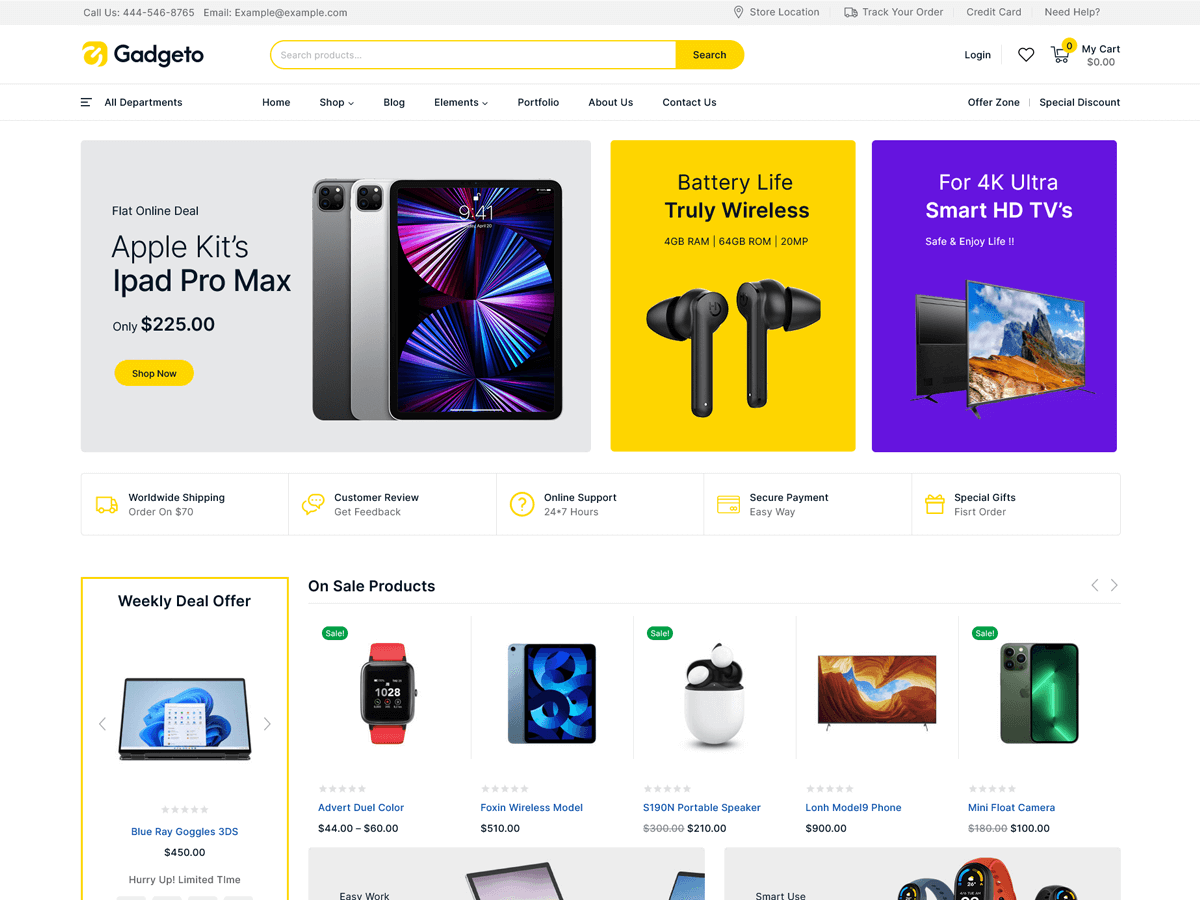 Call Us: 444-546-8765 Email: Example@example.com
Store Location
Track Your Order
Credit Card
Need Help?
Gadgeto
Search products...
Search
Login
0
My Cart
$0.00
All Departments
Home
Shop
Blog
Elements
Portfolio
About Us
Contact Us
Offer Zone
Special Discount
Flat Online Deal
Apple Kit’s
Ipad Pro Max
Only $225.00
Shop Now
9:41
Battery Life
Truly Wireless
4GB RAM | 64GB ROM | 20MP
For 4K Ultra
Smart HD TV’s
Safe & Enjoy Life !!
Worldwide Shipping
Order On $70
Customer Review
Get Feedback
Online Support
24*7 Hours
Secure Payment
Easy Way
Special Gifts
Fisrt Order
Weekly Deal Offer
Blue Ray Goggles 3DS
$450.00
Hurry Up! Limited TIme
On Sale Products
Sale!
10:28
Advert Duel Color
$44.00 – $60.00
Foxin Wireless Model
$510.00
Sale!
S190N Portable Speaker
$300.00 $210.00
Lonh Model9 Phone
$900.00
Sale!
Mini Float Camera
$180.00 $100.00
Easy Work
Smart Use